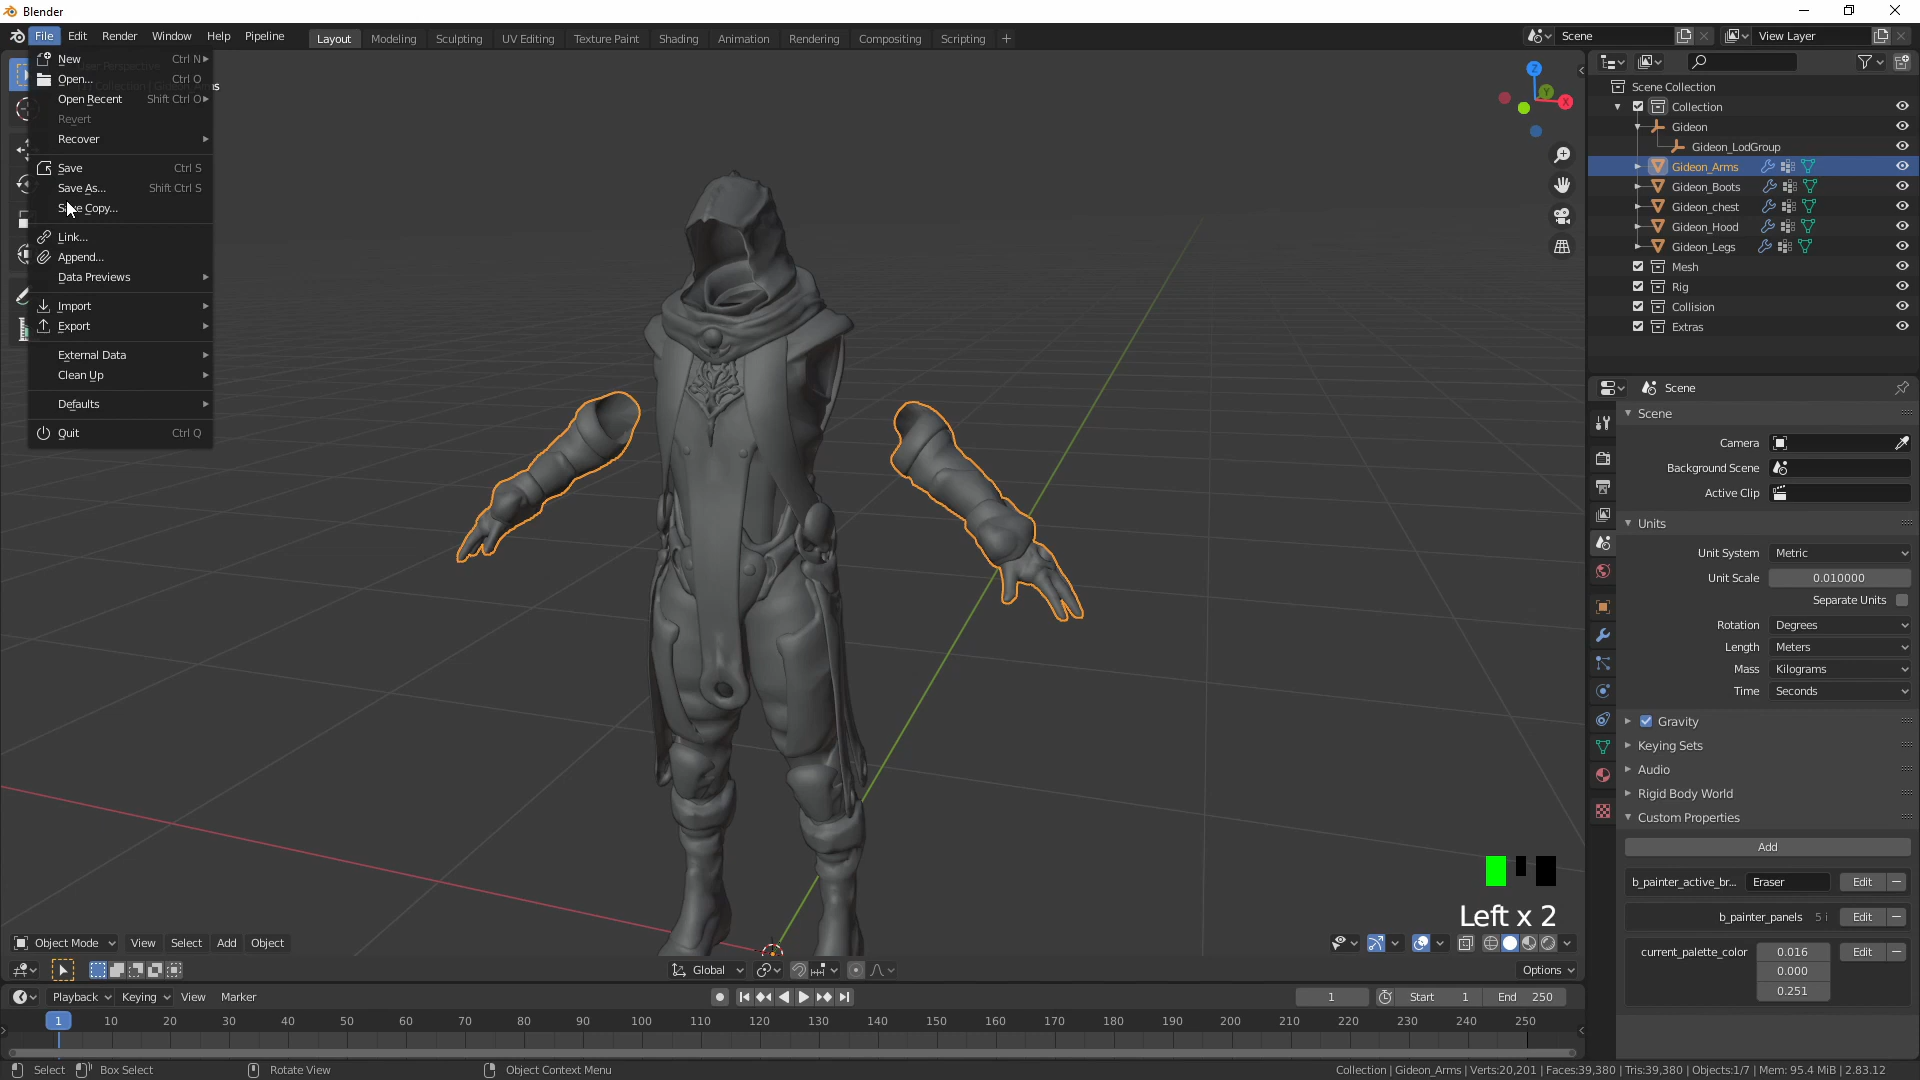 Blender
File Edit Render Window Help Pipeline
Layout Modeling Sculpting UV Editing Texture Paint Shading Animation Rendering Compositing Scripting +
Scene
View Layer
New Ctrl N
Open... Ctrl O
Open Recent Shift Ctrl O
Revert
Recover
Save Ctrl S
Save As... Shift Ctrl S
Copy...
Link...
Append...
Data Previews
Import
Export
External Data
Clean Up
Defaults
Quit Ctrl Q
Z
Y
X
Scene Collection
Collection
Gideon
Gideon_LodGroup
Gideon_Arms
Gideon_Boots
Gideon_chest
Gideon_Hood
Gideon_Legs
Mesh
Rig
Collision
Extras
Scene
Scene
Camera
Background Scene
Active Clip
Units
Unit System Metric
Unit Scale 0.010000
Separate Units
Rotation Degrees
Length Meters
Mass Kilograms
Time Seconds
Gravity
Keying Sets
Audio
Rigid Body World
Custom Properties
Add
b_painter_active_br... Eraser Edit
b_painter_panels 5 i Edit
current_palette_color 0.016 Edit
0.000
0.251
Left x 2
Object Mode View Select Add Object
Global
Options
Playback Keying View Marker
1 Start 1 End 250
1 10 20 30 40 50 60 70 80 90 100 110 120 130 140 150 160 170 180 190 200 210 220 230 240 250
Select Box Select Rotate View Object Context Menu
Collection | Gideon_Arms | Verts:20,201 | Faces:39,380 | Tris:39,380 | Objects:1/7 | Mem: 95.4 MiB | 2.83.12